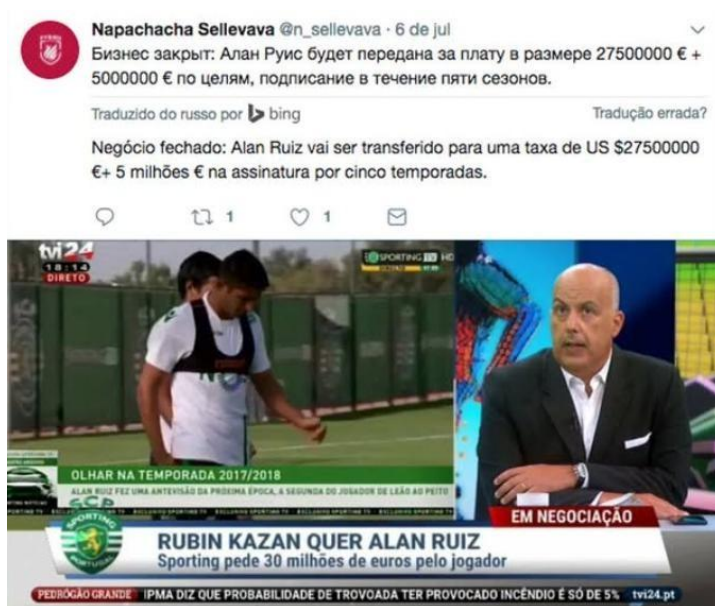 Napachacha Sellevava @n_sellevava · 6 de jul
Бизнес закрыт: Алан Руис будет передана за плату в размере 27500000 € +
5000000 € по целям, подписание в течение пяти сезонов.
Traduzido do russo por bing
Tradução errada?
Negócio fechado: Alan Ruiz vai ser transferido para uma taxa de US $27500000
€+ 5 milhões € na assinatura por cinco temporadas.
1
1
tvi24
18:14
DIRETO
SPORTING TV HD
OLHAR NA TEMPORADA 2017/2018
ALAN RUIZ FEZ UMA ANTEVISÃO DA PRÓXIMA ÉPOCA, A SEGUNDA DO JOGADOR DE LEÃO AO PEITO
EM NEGOCIAÇÃO
SCP
SPORTING
PORTUGAL
RUBIN KAZAN QUER ALAN RUIZ
Sporting pede 30 milhões de euros pelo jogador
PEDRÓGÃO GRANDE IPMA DIZ QUE PROBABILIDADE DE TROVOADA TER PROVOCADO INCÊNDIO É SÓ DE 5% tvi24.pt